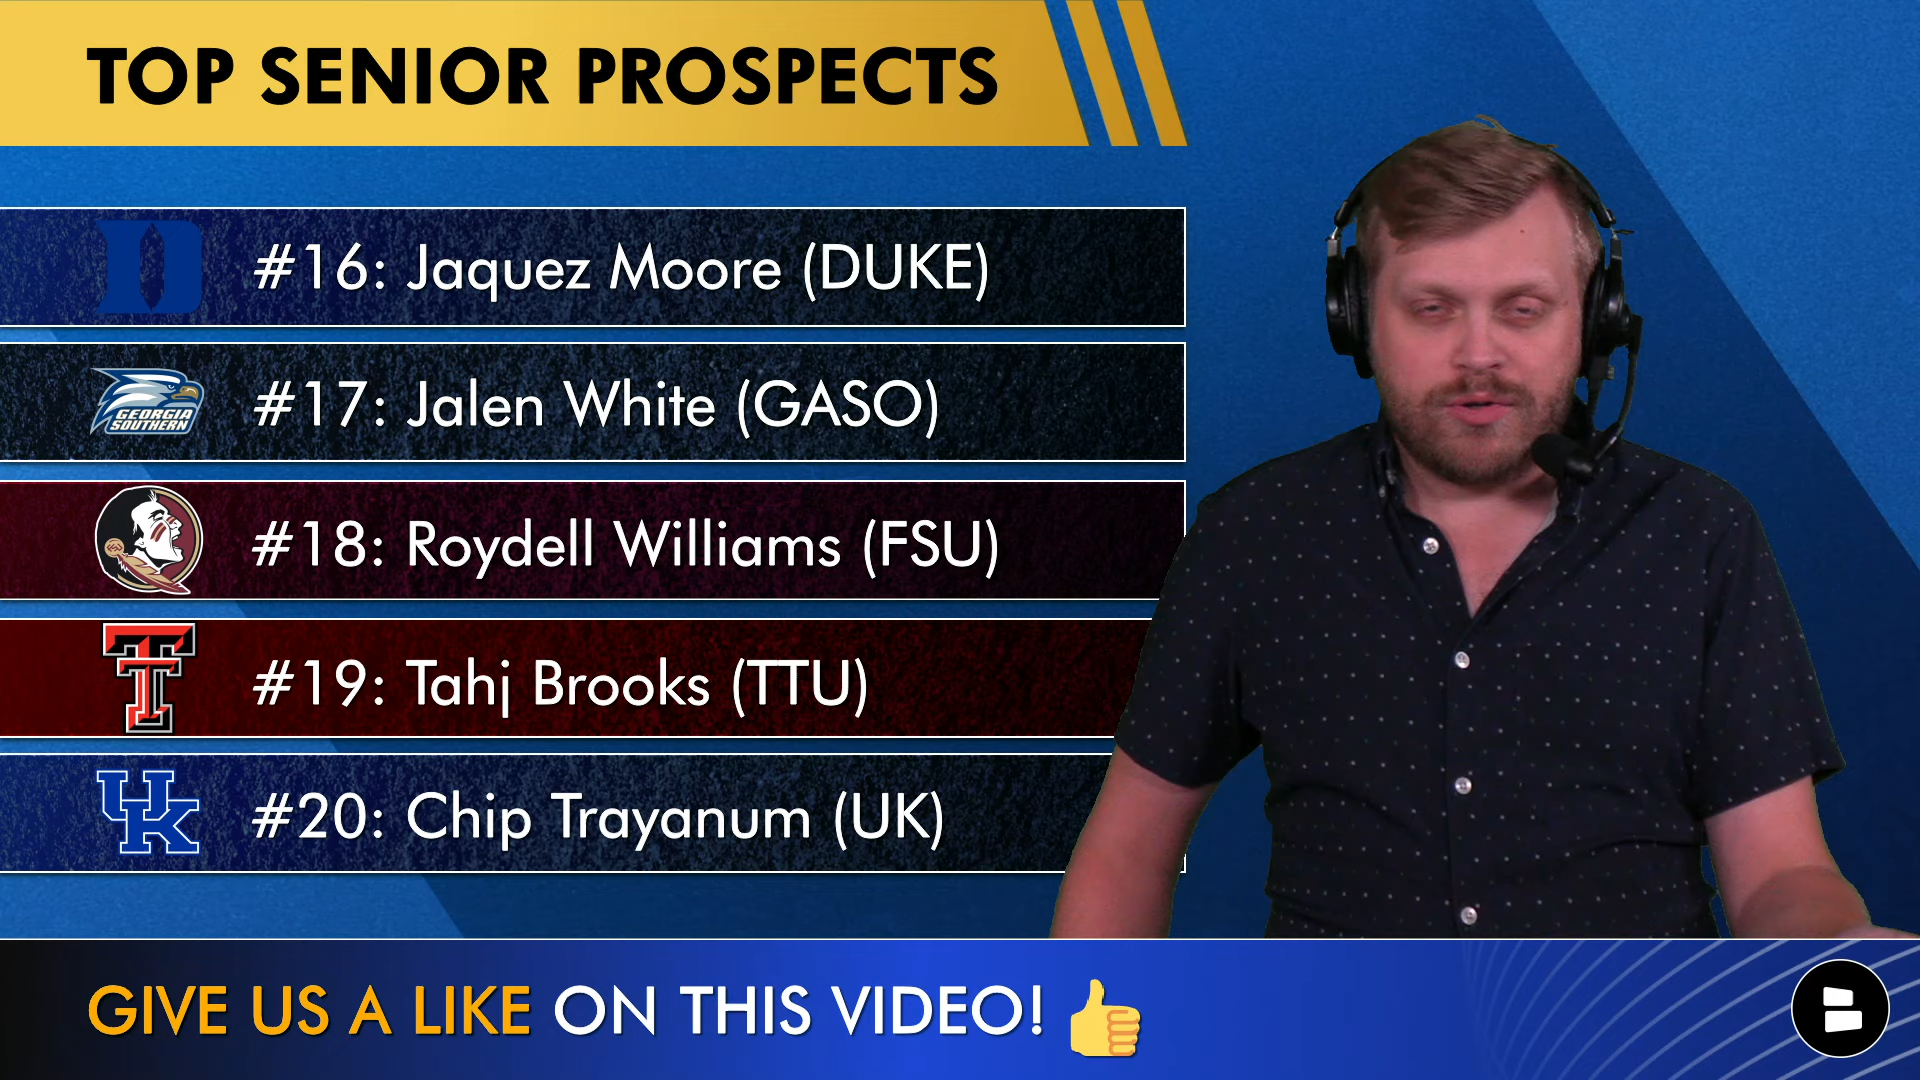 TOP SENIOR PROSPECTS
#16: Jaquez Moore (DUKE)
GEORGIA
SOUTHERN
#17: Jalen White (GASO)
#18: Roydell Williams (FSU)
#19: Tahj Brooks (TTU)
UK
#20: Chip Trayanum (UK)
GIVE US A LIKE ON THIS VIDEO!